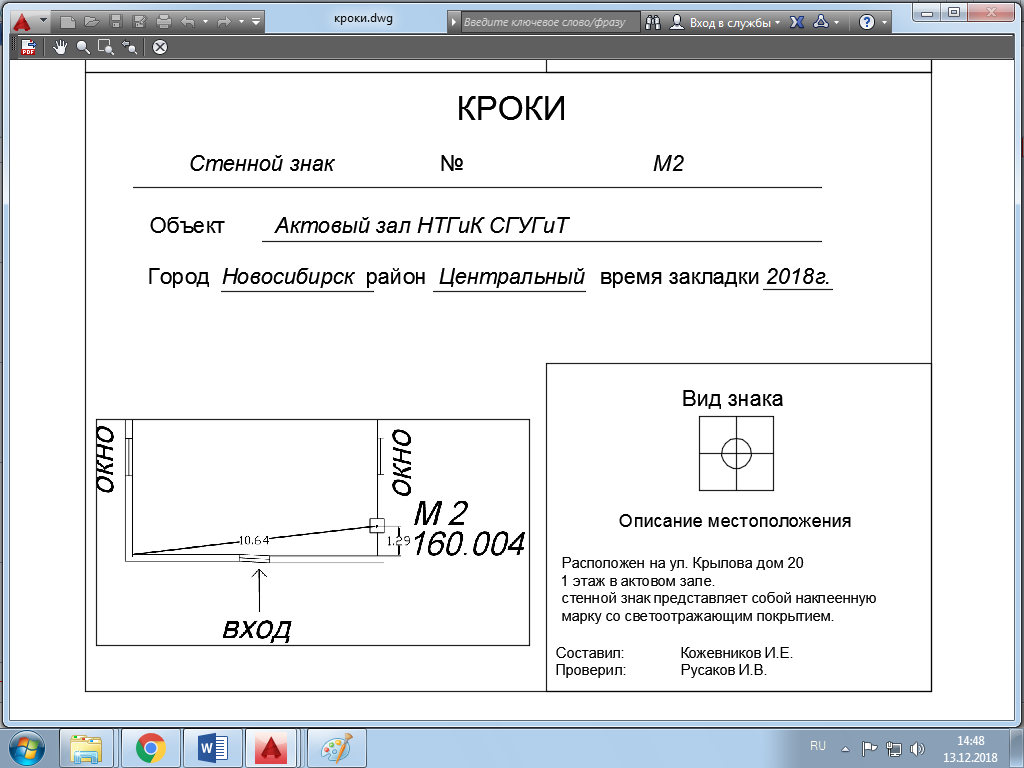 кроки.dwg
Введите ключевое слово/фразу
Вход в службы
PDF
КРОКИ
Стенной знак № М2
Объект Актовый зал НТГиК СГУГиТ
Город Новосибирск район Центральный время закладки 2018г.
Вид знака
ОКНО
ОКНО
М 2
160.004
10.64
1.29
ВХОД
Описание местоположения
Расположен на ул. Крылова дом 20
1 этаж в актовом зале.
стенной знак представляет собой наклеенную
марку со светоотражающим покрытием.
Составил: Кожевников И.Е.
Проверил: Русаков И.В.
RU
14:48
13.12.2018